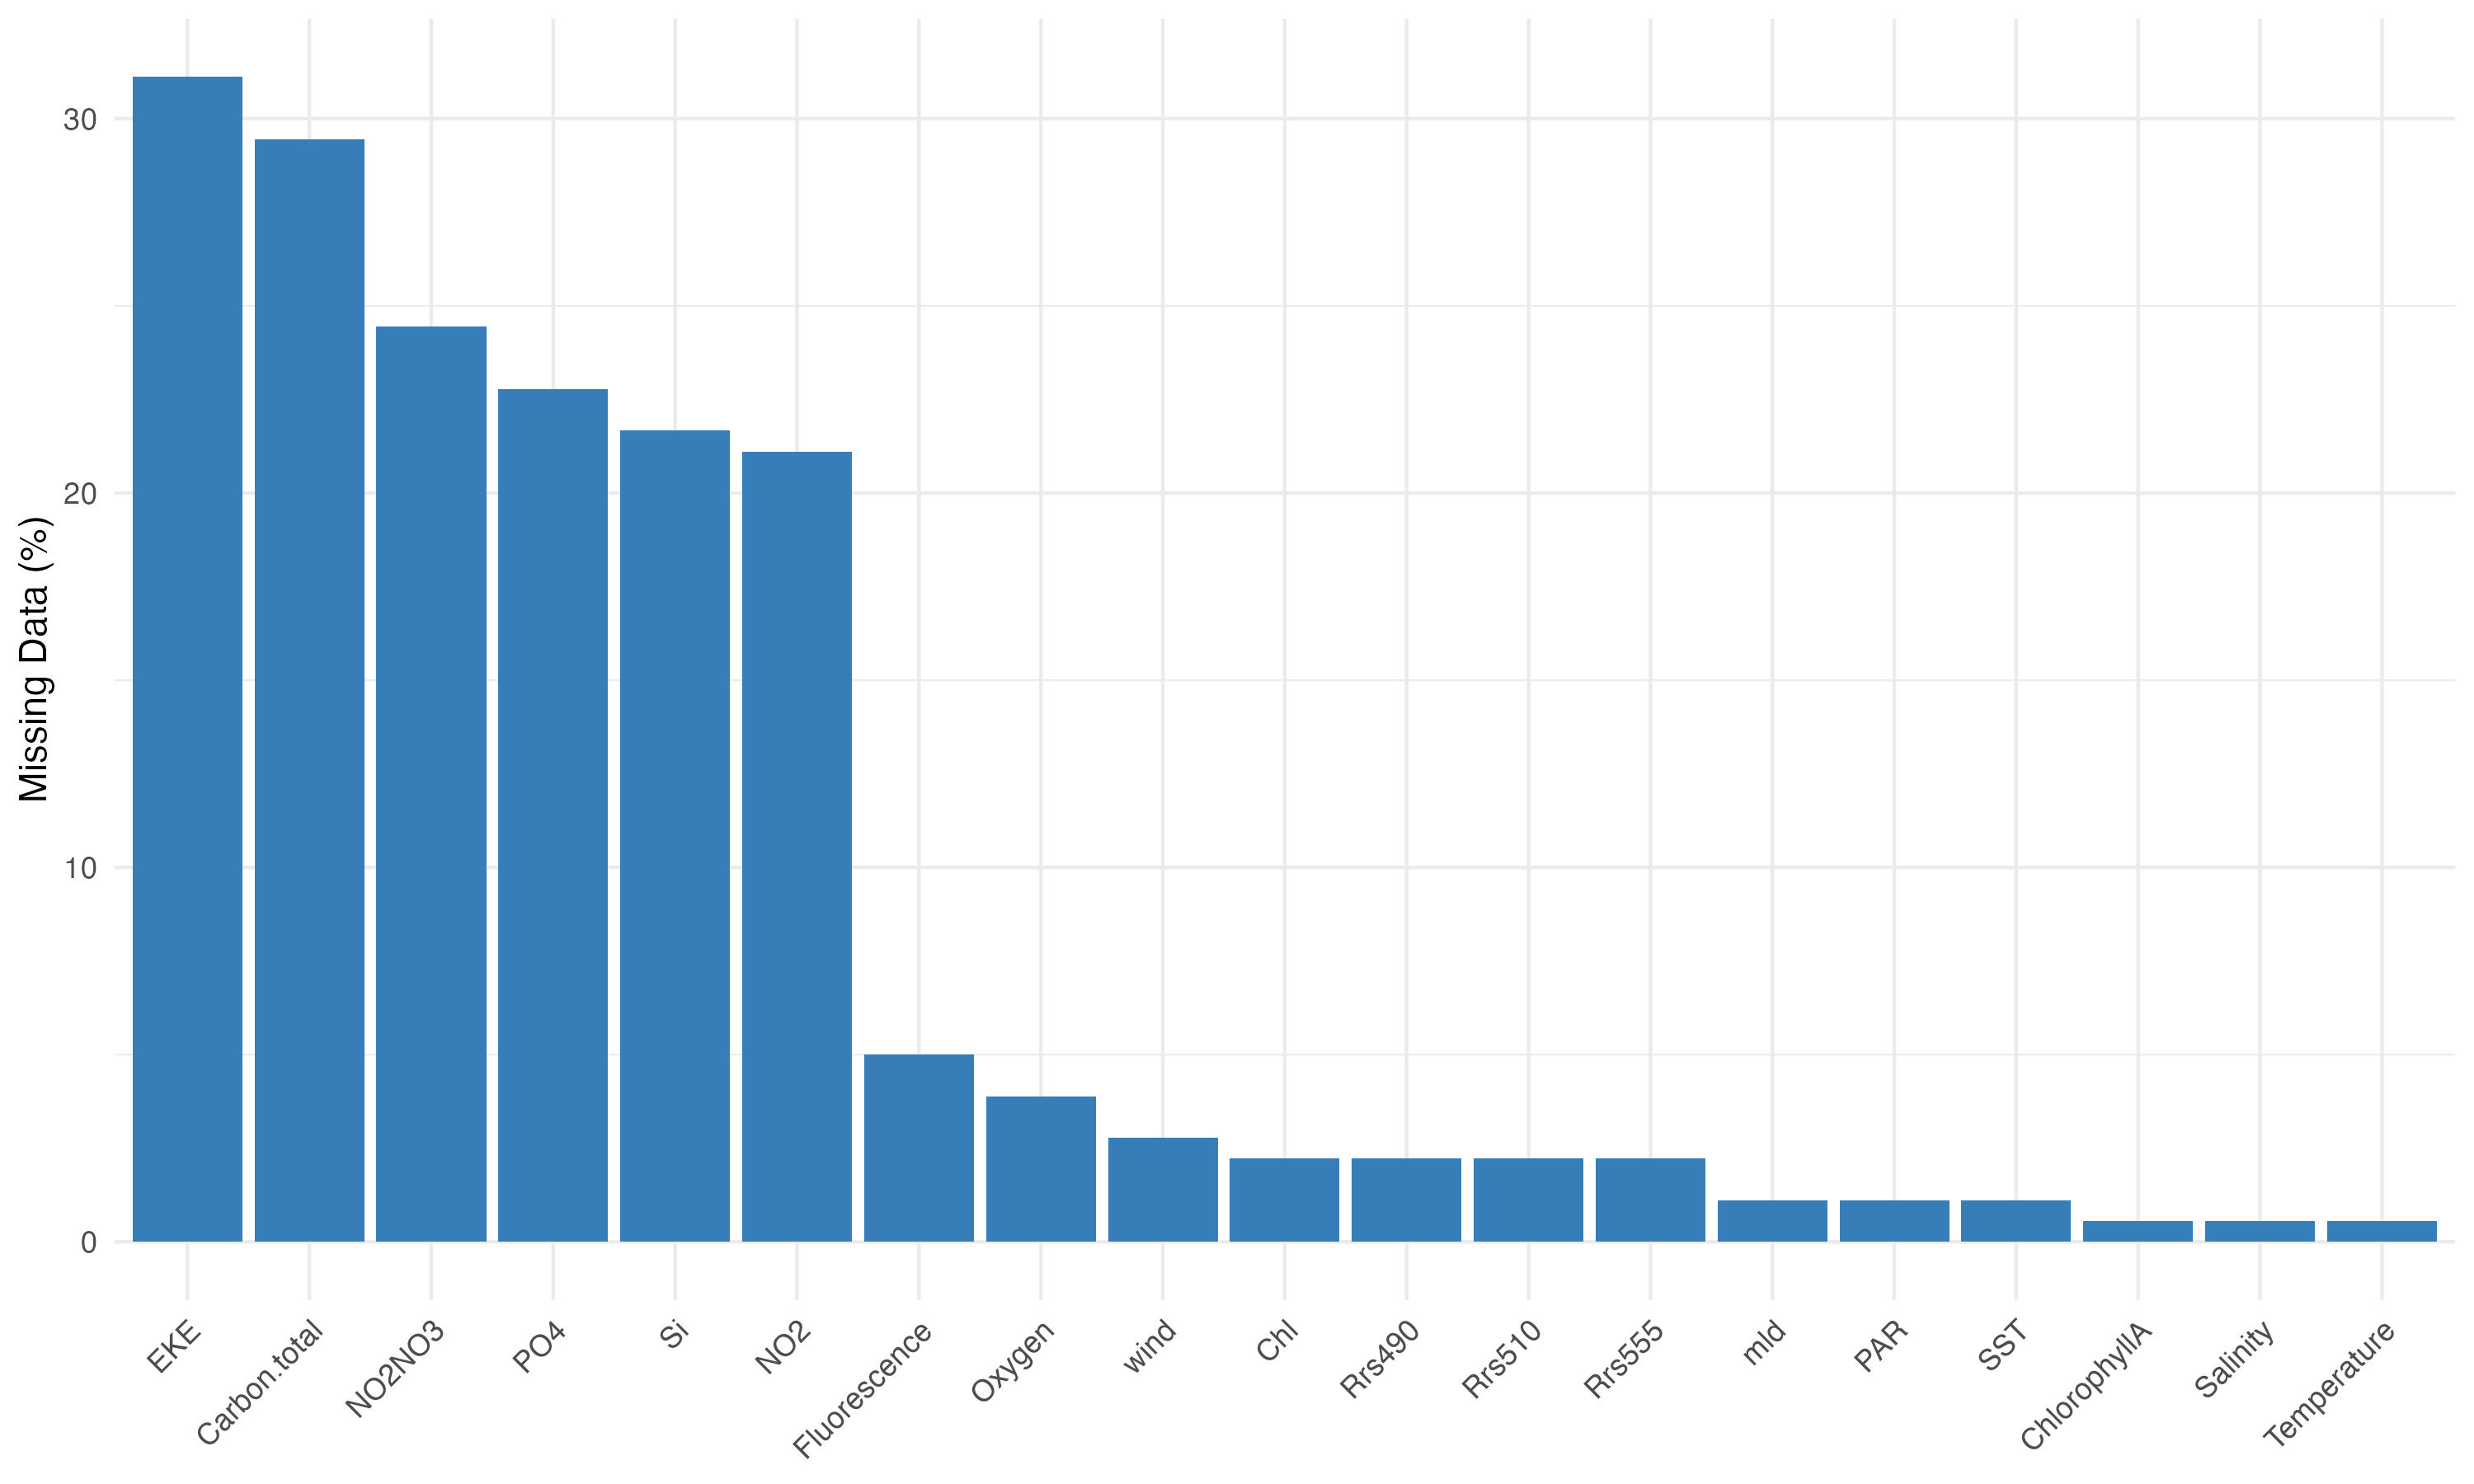 Missing Data (%)
30
20
10
0
EKE
Carbon.total
NO2NO3
PO4
Si
NO2
Fluorescence
Oxygen
wind
Chl
Rrs490
Rrs510
Rrs555
mld
PAR
SST
ChlorophyllA
Salinity
Temperature